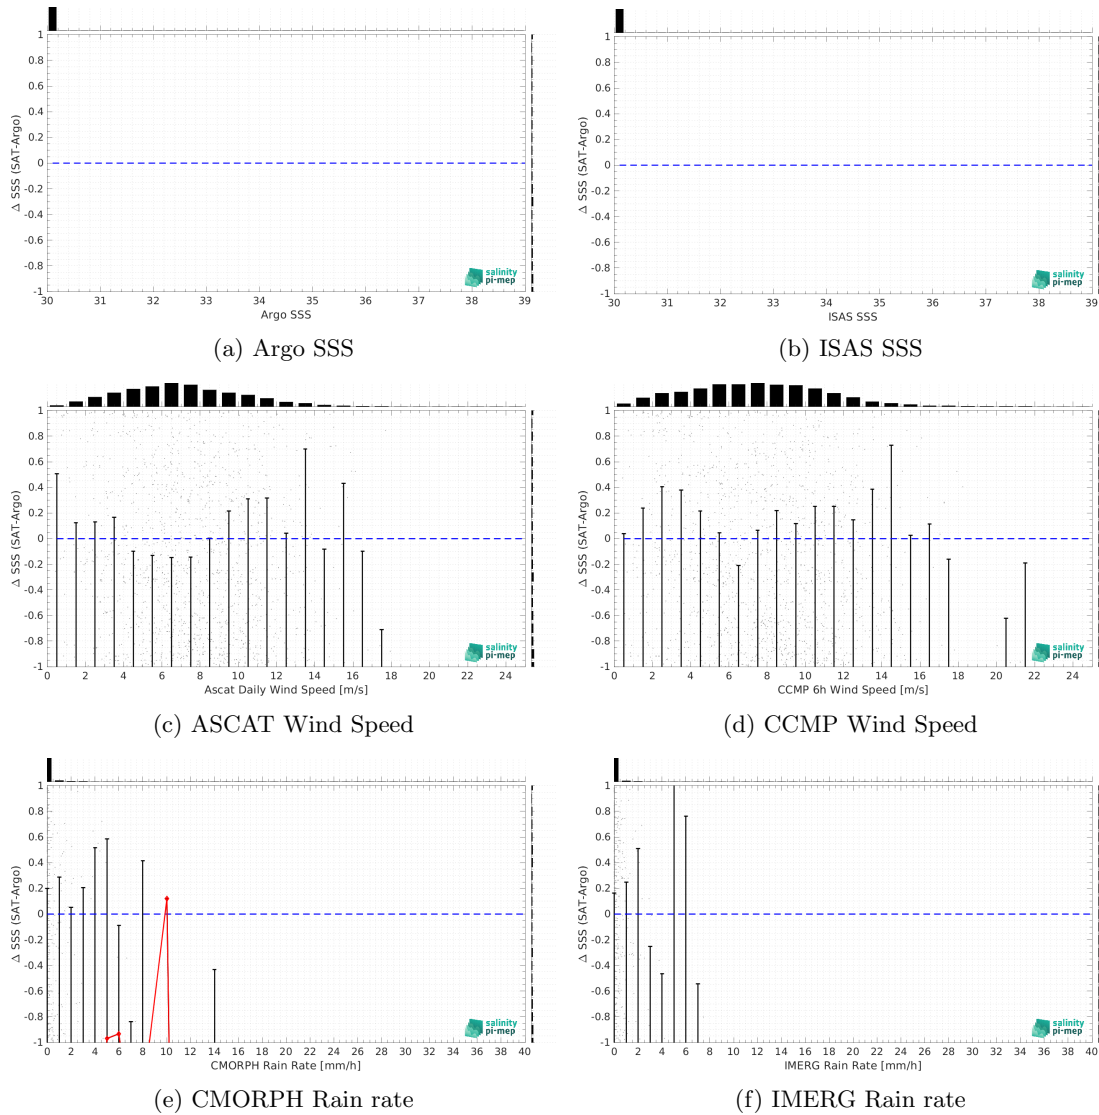 1
0.8
0.6
0.4
0.2
0
-0.2
-0.4
-0.6
-0.8
-1
Δ SSS (SAT-Argo)
salinity
pi-mep
30 31 32 33 34 35 36 37 38 39
Argo SSS
(a) Argo SSS
1
0.8
0.6
0.4
0.2
0
-0.2
-0.4
-0.6
-0.8
-1
Δ SSS (SAT-Argo)
salinity
pi-mep
30 31 32 33 34 35 36 37 38 39
ISAS SSS
(b) ISAS SSS
1
0.8
0.6
0.4
0.2
0
-0.2
-0.4
-0.6
-0.8
-1
Δ SSS (SAT-Argo)
salinity
pi-mep
0 2 4 6 8 10 12 14 16 18 20 22 24
Ascat Daily Wind Speed [m/s]
(c) ASCAT Wind Speed
1
0.8
0.6
0.4
0.2
0
-0.2
-0.4
-0.6
-0.8
-1
Δ SSS (SAT-Argo)
salinity
pi-mep
0 2 4 6 8 10 12 14 16 18 20 22 24
CCMP 6h Wind Speed [m/s]
(d) CCMP Wind Speed
1
0.8
0.6
0.4
0.2
0
-0.2
-0.4
-0.6
-0.8
-1
Δ SSS (SAT-Argo)
salinity
pi-mep
0 2 4 6 8 10 12 14 16 18 20 22 24 26 28 30 32 34 36 38 40
CMORPH Rain Rate [mm/h]
(e) CMORPH Rain rate
1
0.8
0.6
0.4
0.2
0
-0.2
-0.4
-0.6
-0.8
-1
Δ SSS (SAT-Argo)
salinity
pi-mep
0 2 4 6 8 10 12 14 16 18 20 22 24 26 28 30 32 34 36 38 40
IMERG Rain Rate [mm/h]
(f) IMERG Rain rate